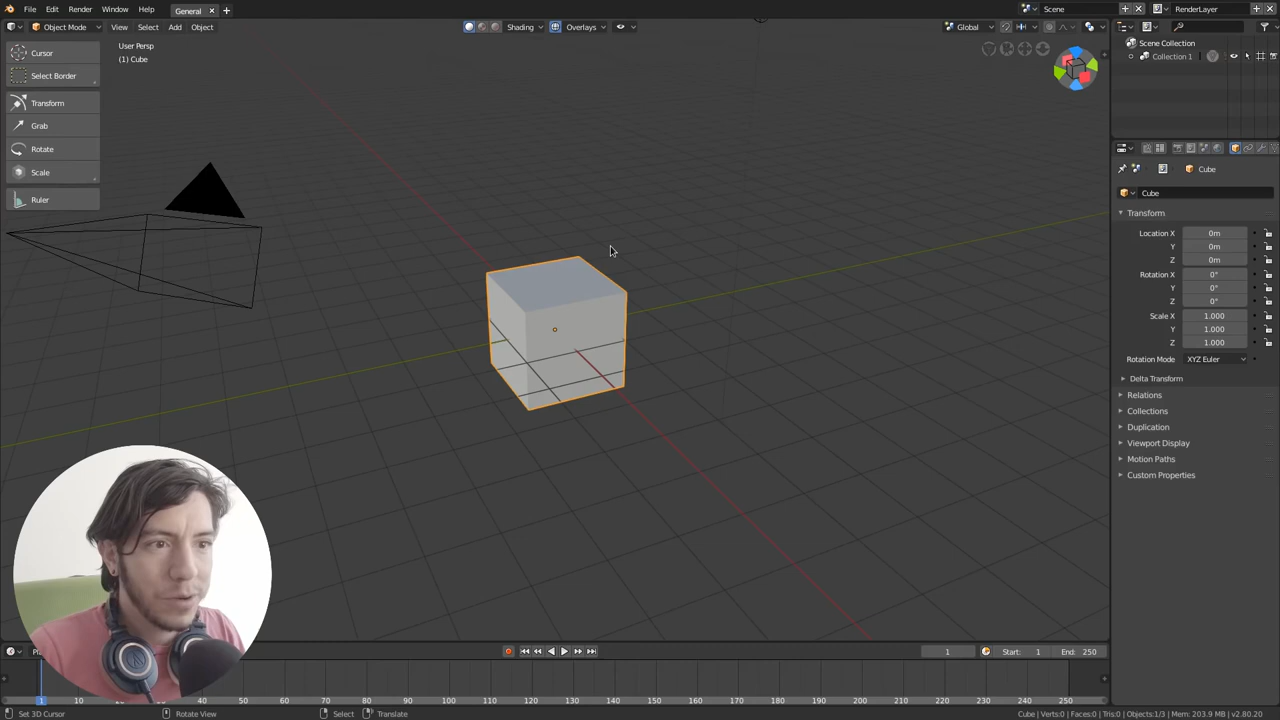 File Edit Render Window Help General Scene RenderLayer
Object Mode View Select Add Object Shading Overlays Global
User Persp
(1) Cube
Cursor
Select Border
Transform
Grab
Rotate
Scale
Ruler
Scene Collection
Collection 1
Cube
Cube
Transform
Location X 0m
Y 0m
Z 0m
Rotation X 0°
Y 0°
Z 0°
Scale X 1.000
Y 1.000
Z 1.000
Rotation Mode XYZ Euler
Delta Transform
Relations
Collections
Duplication
Viewport Display
Motion Paths
Custom Properties
1 Start: 1 End: 250
1 10 20 30 40 50 60 70 80 90 100 110 120 130 140 150 160 170 180 190 200 210 220 230 240 250
Set 3D Cursor Rotate View Select Translate Cube | Verts:0 | Faces:0 | Tris:0 | Objects:1/3 | Mem: 203.9 MB | v2.80.20